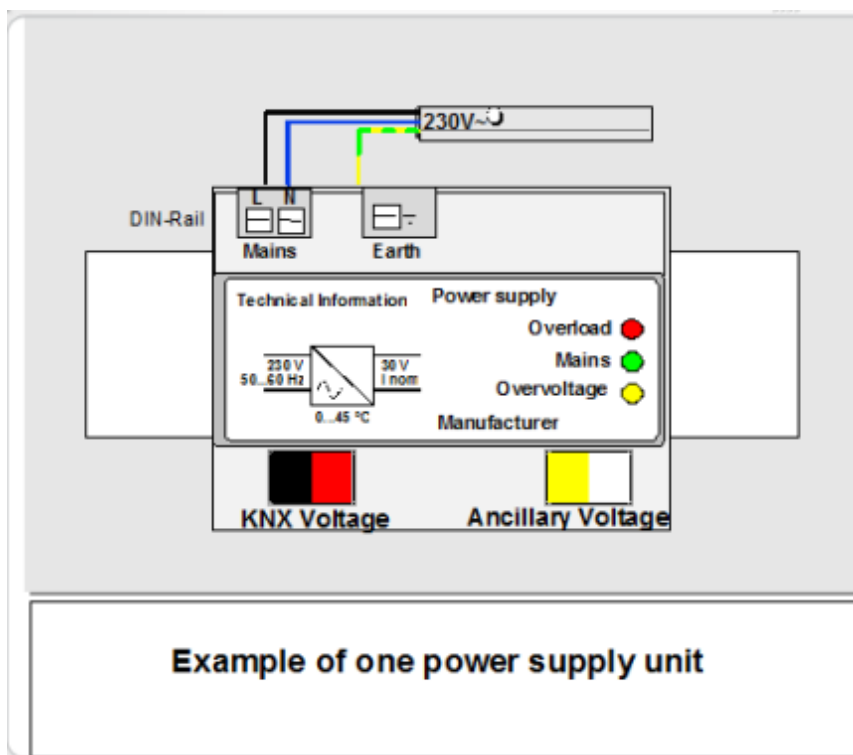 230V~
L N
DIN-Rail
Mains Earth
Technical Information Power supply
Overload
Mains
Overvoltage
230 V 30 V
50...60 Hz I nom
0...45 °C
Manufacturer
KNX Voltage Ancillary Voltage
Example of one power supply unit